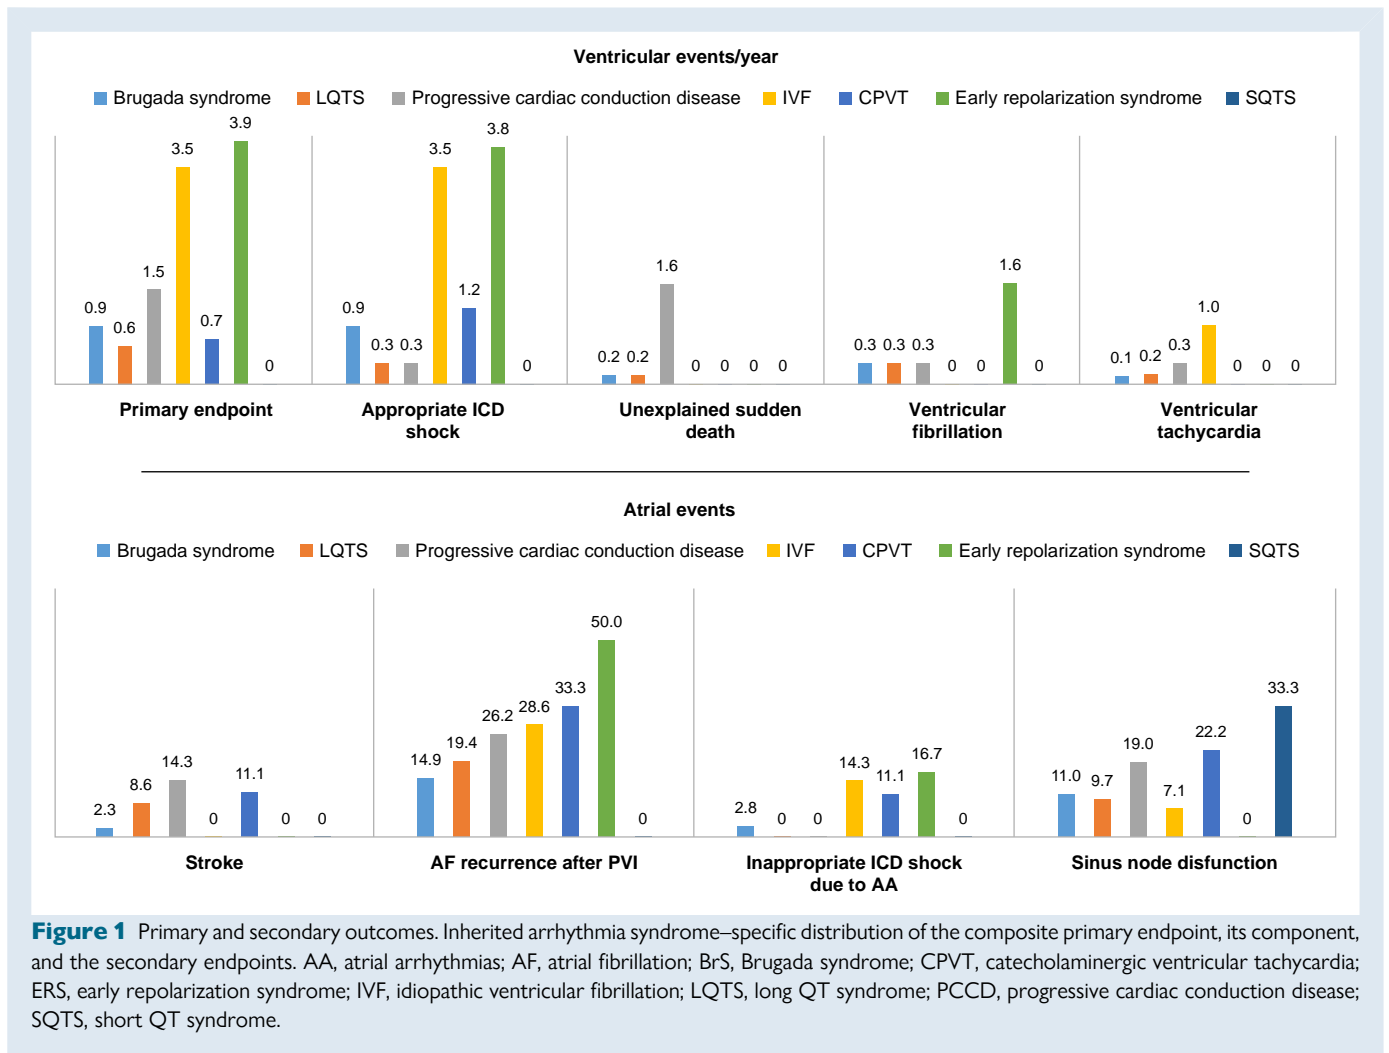 Ventricular events/year
Brugada syndrome LQTS Progressive cardiac conduction disease IVF CPVT Early repolarization syndrome SQTS
0.9 0.6 1.5 3.5 0.7 3.9 0
0.9 0.3 0.3 3.5 1.2 3.8 0
0.2 0.2 1.6 0 0 0 0
0.3 0.3 0.3 0 0 1.6 0
0.1 0.2 0.3 1.0 0 0 0
Primary endpoint
Appropriate ICD
shock
Unexplained sudden
death
Ventricular
fibrillation
Ventricular
tachycardia
Atrial events
Brugada syndrome LQTS Progressive cardiac conduction disease IVF CPVT Early repolarization syndrome SQTS
2.3 8.6 14.3 0 11.1 0 0
14.9 19.4 26.2 28.6 33.3 50.0 0
2.8 0 0 14.3 11.1 16.7 0
11.0 9.7 19.0 7.1 22.2 0 33.3
Stroke
AF recurrence after PVI
Inappropriate ICD shock
due to AA
Sinus node disfunction
Figure 1 Primary and secondary outcomes. Inherited arrhythmia syndrome–specific distribution of the composite primary endpoint, its component,
and the secondary endpoints. AA, atrial arrhythmias; AF, atrial fibrillation; BrS, Brugada syndrome; CPVT, catecholaminergic ventricular tachycardia;
ERS, early repolarization syndrome; IVF, idiopathic ventricular fibrillation; LQTS, long QT syndrome; PCCD, progressive cardiac conduction disease;
SQTS, short QT syndrome.